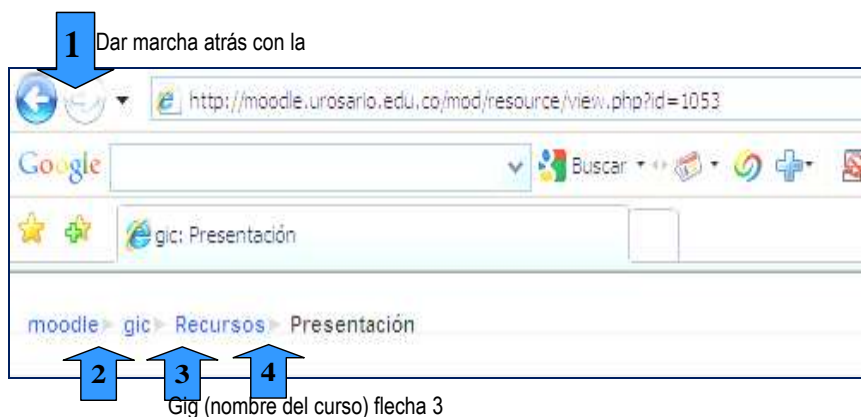 1 Dar marcha atrás con la
http://moodle.urosario.edu.co/mod/resource/view.php?id=1053
Google Buscar
gic: Presentación
moodle gic Recursos Presentación
2 3 4
Gig (nombre del curso) flecha 3